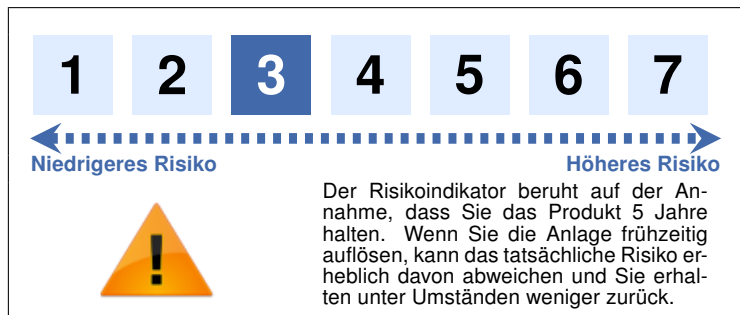 1 2 3 4 5 6 7
Niedrigeres Risiko Höheres Risiko
Der Risikoindikator beruht auf der An-
nahme, dass Sie das Produkt 5 Jahre
halten. Wenn Sie die Anlage frühzeitig
auflösen, kann das tatsächliche Risiko er-
heblich davon abweichen und Sie erhal-
ten unter Umständen weniger zurück.